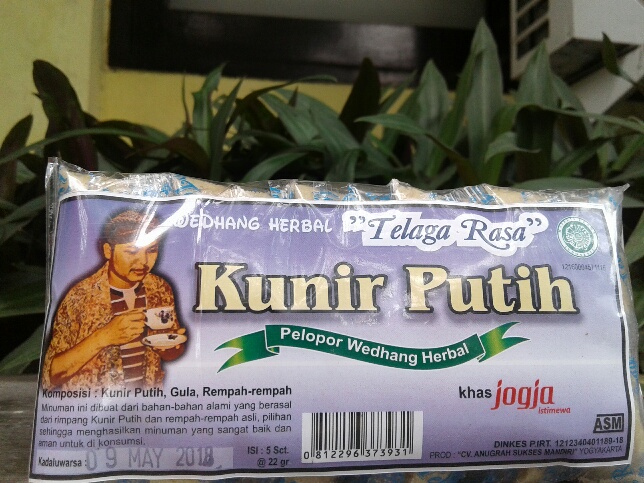 WEDHANG HERBAL "Telaga Rasa"
Kunir Putih
Pelopor Wedhang Herbal
Komposisi : Kunir Putih, Gula, Rempah-rempah
Minuman ini dibuat dari bahan-bahan alami yang berasal
dari rimpang Kunir Putih dan rempah-rempah asli, pilihan
sehingga menghasilkan minuman yang sangat baik dan
aman untuk di konsumsi.
Kadaluwarsa : 09 MAY 2018
ISI : 5 Sct.
@ 22 gr
0 812296 373931
khas jogja
istimewa
ASM
DINKES P.IRT. 1212340401189-18
PROD : "CV. ANUGRAH SUKSES MANDIRI" YOGYAKARTA